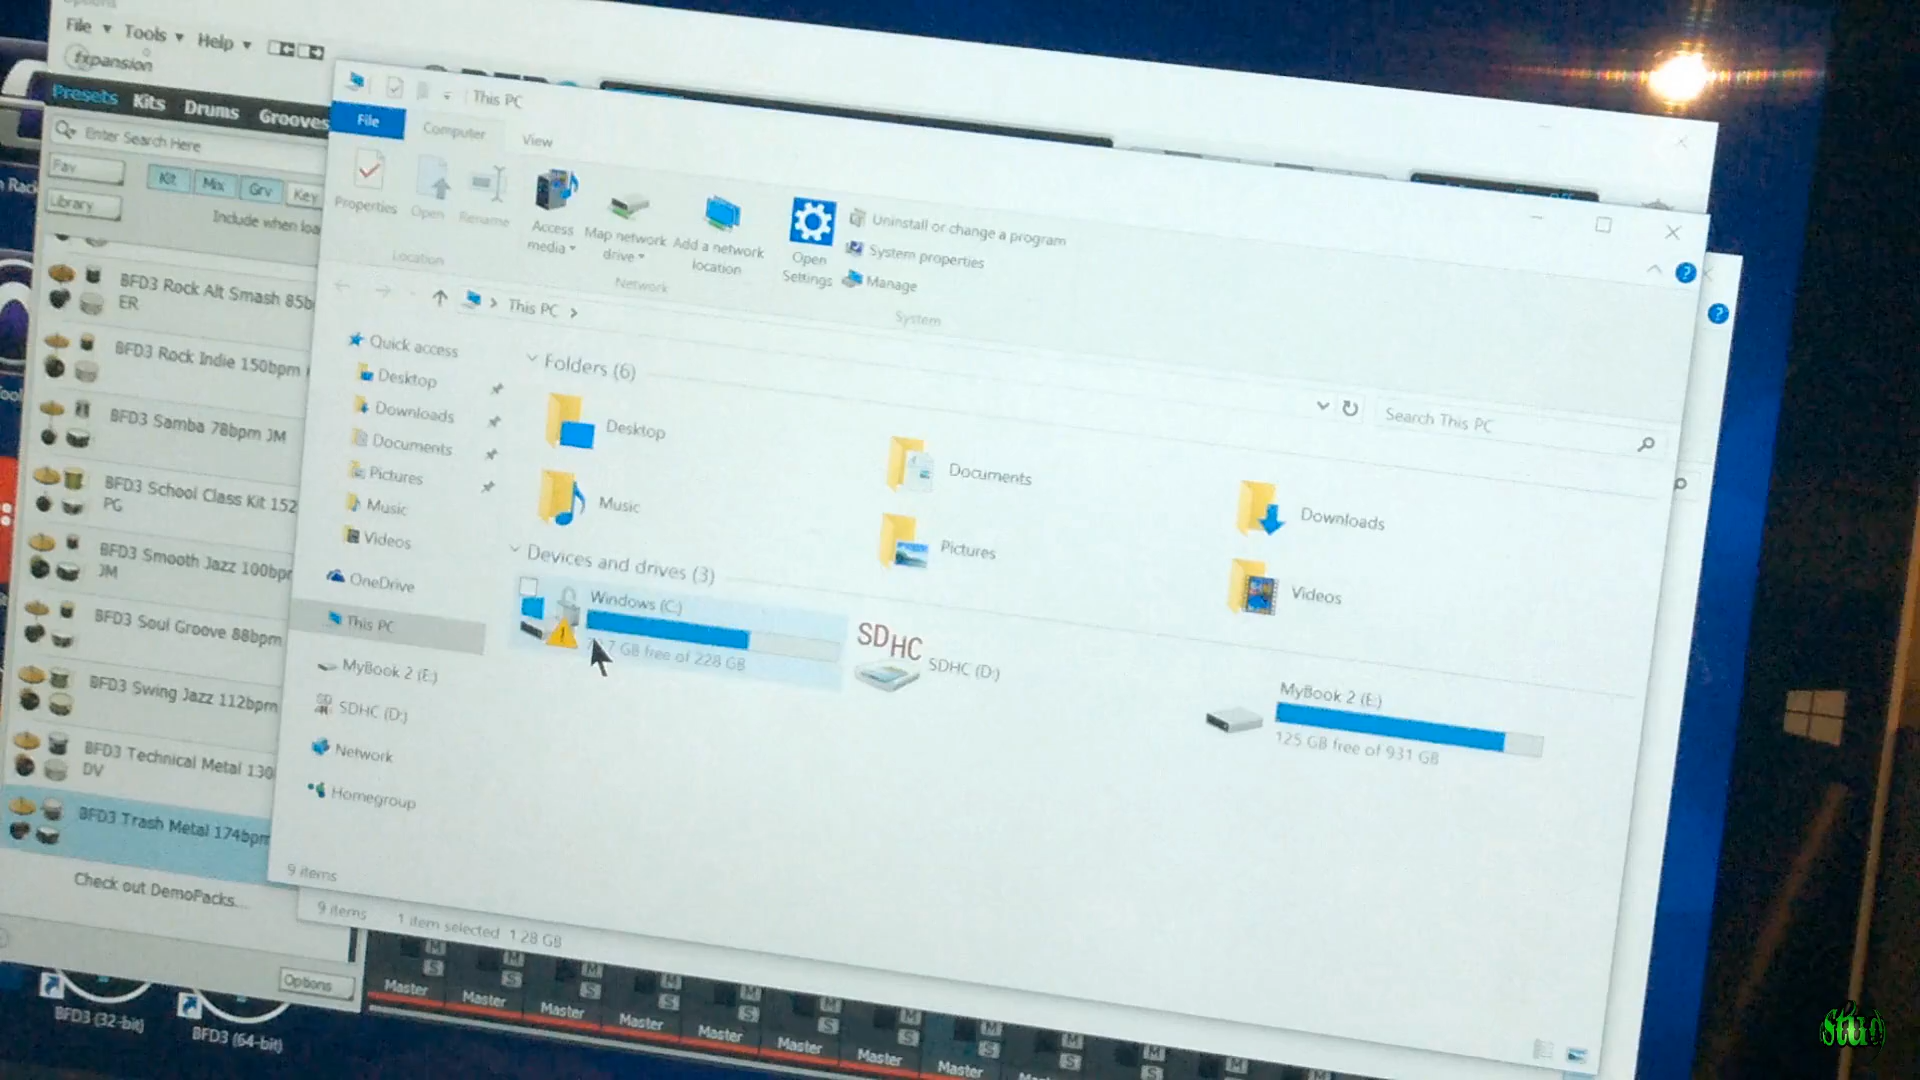 File Tools Help
fxpansion
Presets Kits Drums Grooves
Enter Search Here
Fav
Kit Mix Grv Key
Library
Include when loa
BFD3 Rock Alt Smash 85b
ER
BFD3 Rock Indie 150bpm
BFD3 Samba 78bpm JM
BFD3 School Class Kit 152
PG
BFD3 Smooth Jazz 100bp
JM
BFD3 Soul Groove 88bpm
BFD3 Swing Jazz 112bpm
BFD3 Technical Metal 130
DV
BFD3 Trash Metal 174bpm
Check out DemoPacks...
Options
BFD3 (32-bit)
BFD3 (64-bit)
This PC
File Computer View
Properties Open Rename
Location
Access media
Map network drive
Add a network location
Network
Open Settings
Uninstall or change a program
System properties
Manage
System
This PC
Search This PC
Quick access
Desktop
Downloads
Documents
Pictures
Music
Videos
OneDrive
This PC
MyBook 2 (E:)
SDHC (D:)
Network
Homegroup
Folders (6)
Desktop
Documents
Downloads
Music
Pictures
Videos
Devices and drives (3)
Windows (C:)
GB free of 228 GB
SDHC
SDHC (D:)
MyBook 2 (E:)
125 GB free of 931 GB
9 items
9 items 1 item selected 1.28 GB
M M M M M M M M M M M
S S S S S S S S S S
Master Master Master Master Master Master Master Master
Stu